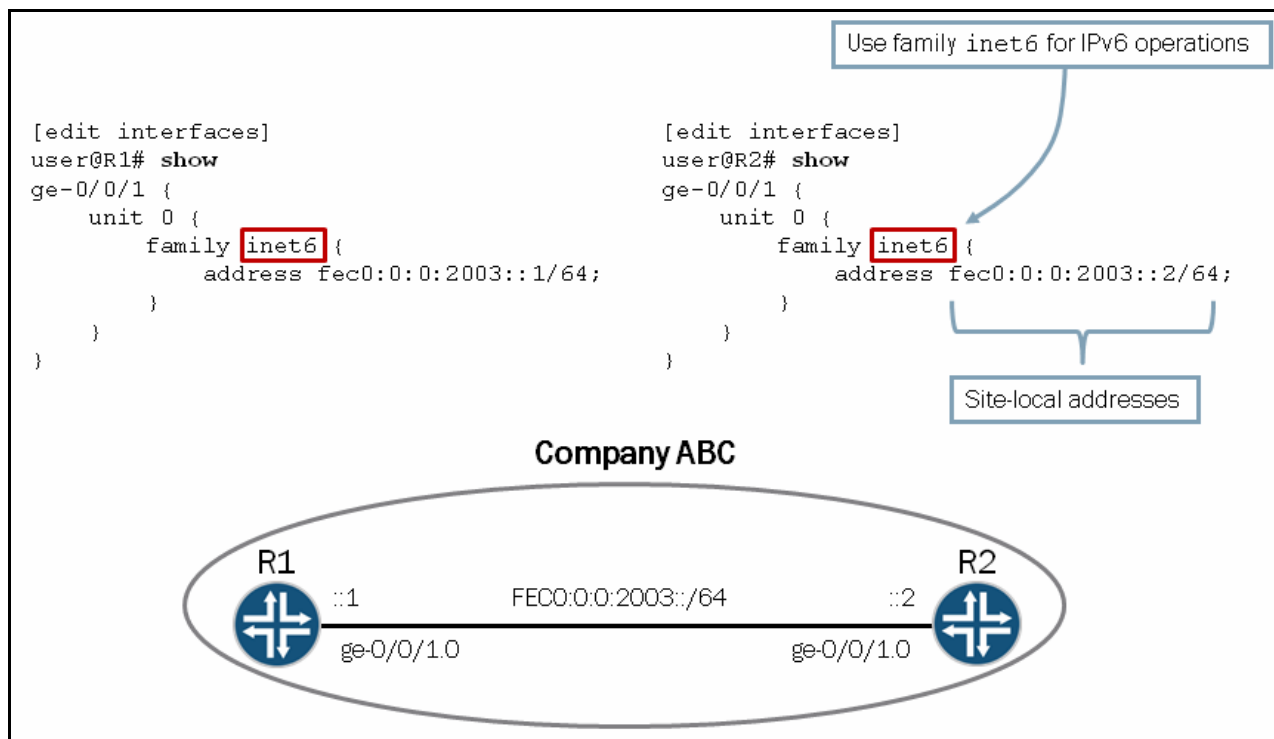 Use family inet6 for IPv6 operations
[edit interfaces]
user@R1# show
ge-0/0/1 {
    unit 0 {
        family inet6 {
            address fec0:0:0:2003::1/64;
        }
    }
}
[edit interfaces]
user@R2# show
ge-0/0/1 {
    unit 0 {
        family inet6 {
            address fec0:0:0:2003::2/64;
        }
    }
}
Site-local addresses
Company ABC
R1
R2
::1
FEC0:0:0:2003::/64
::2
ge-0/0/1.0
ge-0/0/1.0